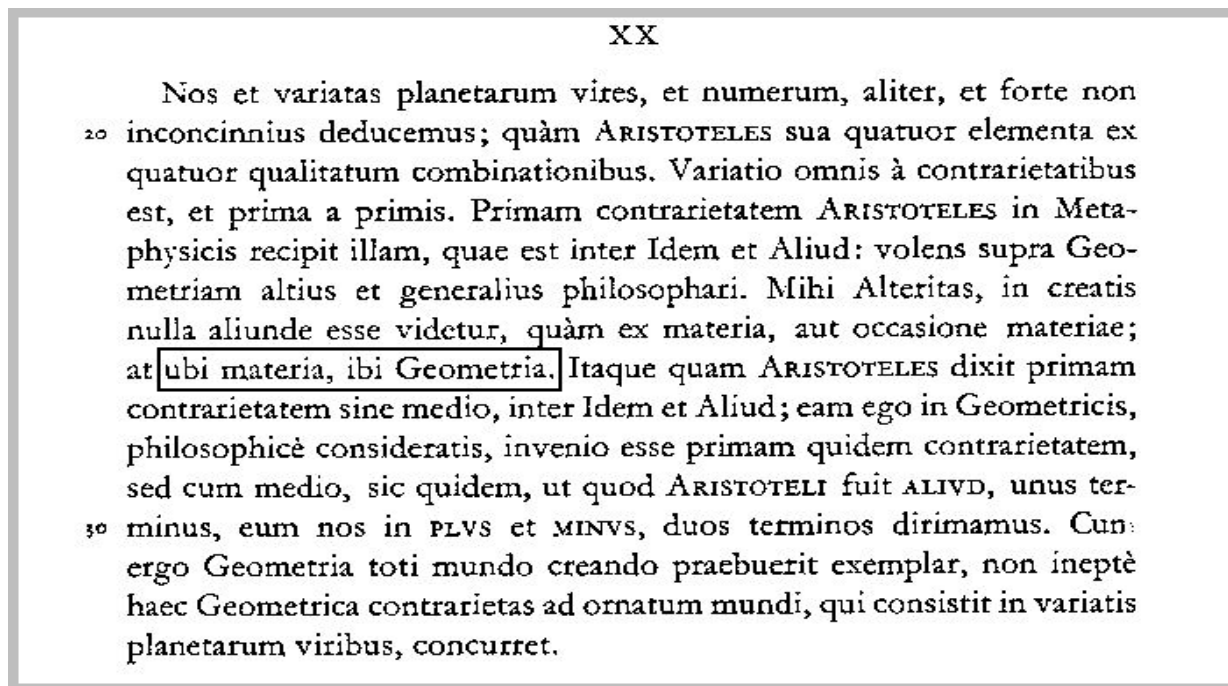 XX
Nos et variatas planetarum vires, et numerum, aliter, et forte non
20 inconcinnius deducemus; quàm ARISTOTELES sua quatuor elementa ex
quatuor qualitatum combinationibus. Variatio omnis à contrarietatibus
est, et prima a primis. Primam contrarietatem ARISTOTELES in Meta-
physicis recipit illam, quae est inter Idem et Aliud: volens supra Geo-
metriam altius et generalius philosophari. Mihi Alteritas, in creatis
nulla aliunde esse videtur, quàm ex materia, aut occasione materiae;
at ubi materia, ibi Geometria. Itaque quam ARISTOTELES dixit primam
contrarietatem sine medio, inter Idem et Aliud; eam ego in Geometricis,
philosophicè consideratis, invenio esse primam quidem contrarietatem,
sed cum medio, sic quidem, ut quod ARISTOTELI fuit ALIVD, unus ter-
30 minus, eum nos in PLVS et MINVS, duos terminos dirimamus. Cum
ergo Geometria toti mundo creando praebuerit exemplar, non ineptè
haec Geometrica contrarietas ad ornatum mundi, qui consistit in variatis
planetarum viribus, concurret.